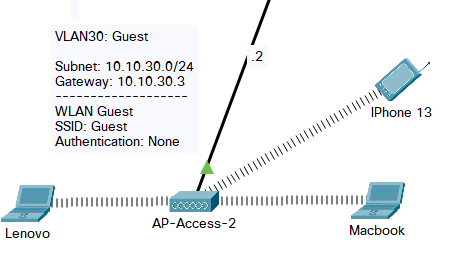 VLAN30: Guest
Subnet: 10.10.30.0/24
Gateway: 10.10.30.3
-------------------
WLAN Guest
SSID: Guest
Authentication: None
.2
IPhone 13
AP-Access-2
Lenovo
Macbook